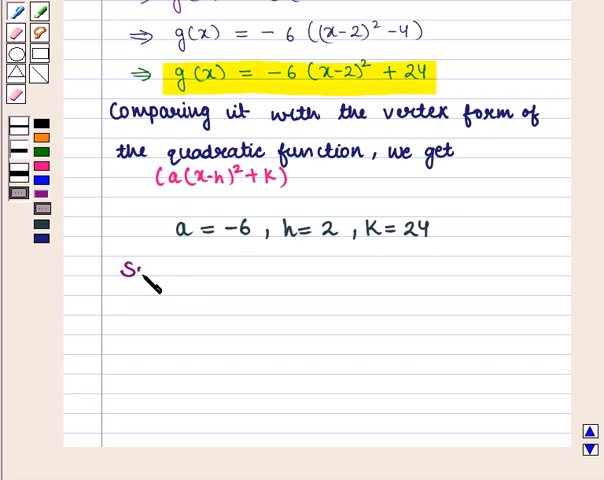 ⇒ g(x) = - 6 ((x-2)² -4)
⇒ g(x) = -6 (x-2)² + 24
Comparing it with the vertex form of
the quadratic function, we get
(a(x-h)² + k)
a = -6 , h = 2 , k = 24
S